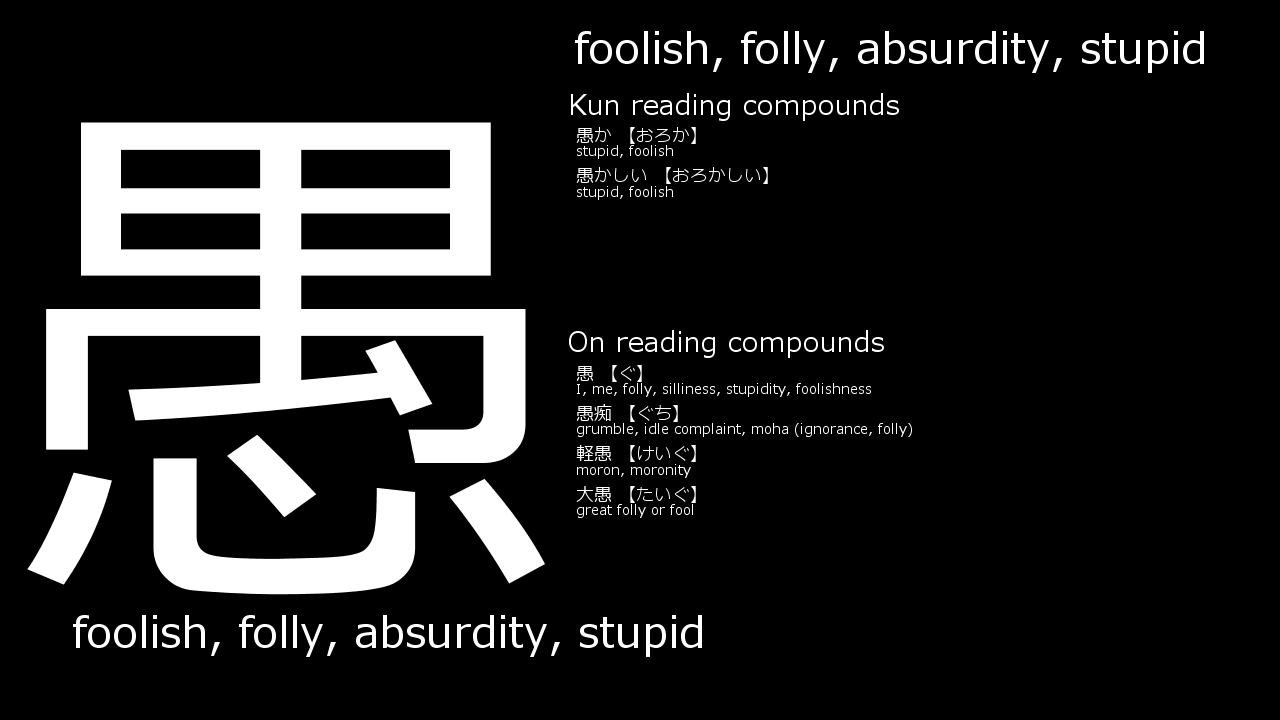 愚
foolish, folly, absurdity, stupid
foolish, folly, absurdity, stupid
Kun reading compounds
愚か 【おろか】
stupid, foolish
愚かしい 【おろかしい】
stupid, foolish
On reading compounds
愚 【ぐ】
I, me, folly, silliness, stupidity, foolishness
愚痴 【ぐち】
grumble, idle complaint, moha (ignorance, folly)
軽愚 【けいぐ】
moron, moronity
大愚 【たいぐ】
great folly or fool